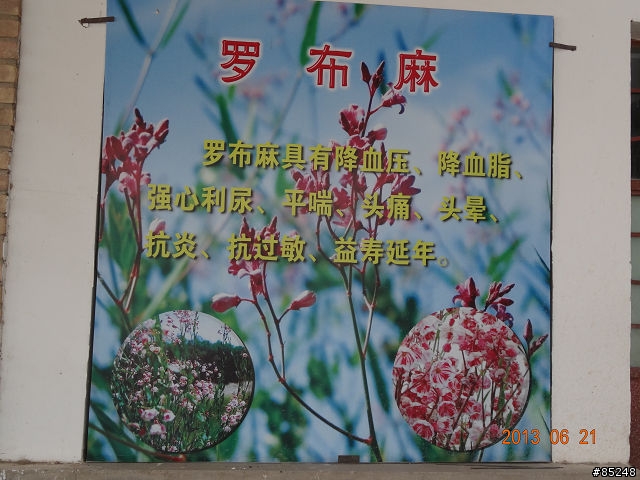 罗布麻
罗布麻具有降血压、降血脂、
强心利尿、平喘、头痛、头晕、
抗炎、抗过敏、益寿延年。
2013 06 21
#85248